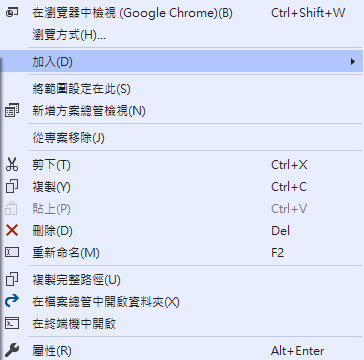 在瀏覽器中檢視 (Google Chrome)(B) Ctrl+Shift+W
瀏覽方式(H)...
加入(D)
將範圍設定在此(S)
新增方案總管檢視(N)
從專案移除(J)
剪下(T) Ctrl+X
複製(Y) Ctrl+C
貼上(P) Ctrl+V
刪除(D) Del
重新命名(M) F2
複製完整路徑(U)
在檔案總管中開啟資料夾(X)
在終端機中開啟
屬性(R) Alt+Enter